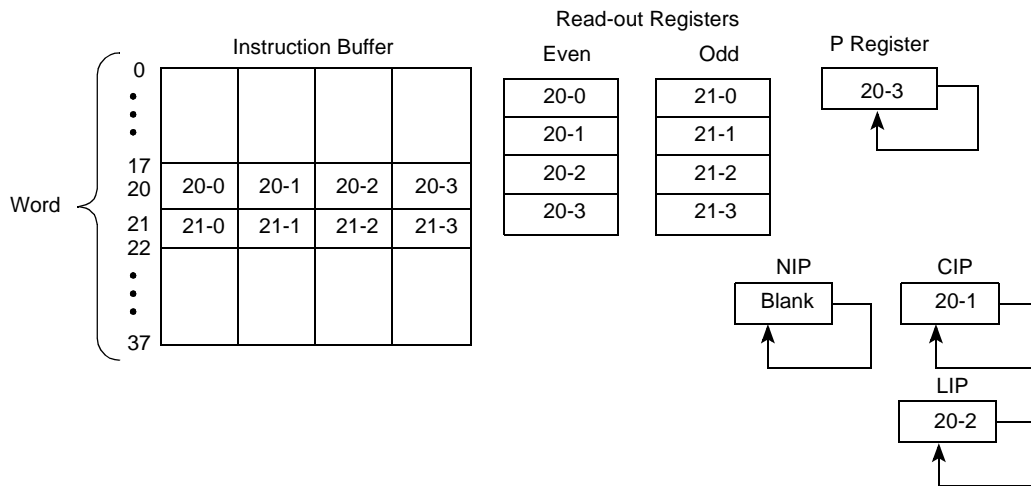 Read-out Registers
Instruction Buffer
Even
Odd
P Register
Word
0
17
20
21
22
37
20-0 20-1 20-2 20-3
21-0 21-1 21-2 21-3
20-0
20-1
20-2
20-3
21-0
21-1
21-2
21-3
20-3
NIP
Blank
CIP
20-1
LIP
20-2